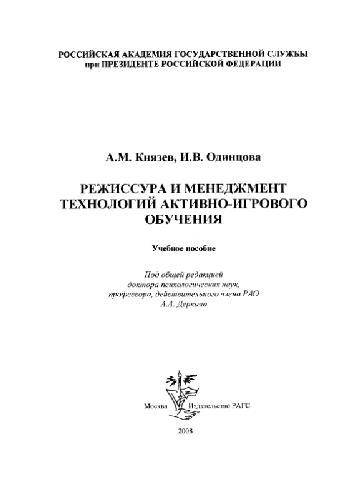 РОССИЙСКАЯ АКАДЕМИЯ ГОСУДАРСТВЕННОЙ СЛУЖБЫ
при ПРЕЗИДЕНТЕ РОССИЙСКОЙ ФЕДЕРАЦИИ
А.М. Князев, И.В. Одинцова
РЕЖИССУРА И МЕНЕДЖМЕНТ
ТЕХНОЛОГИЙ АКТИВНО-ИГРОВОГО
ОБУЧЕНИЯ
Учебное пособие
Под общей редакцией
доктора психологических наук,
профессора, действительного члена РАО
А.А. Деркача
Москва Издательство РАГС
2008